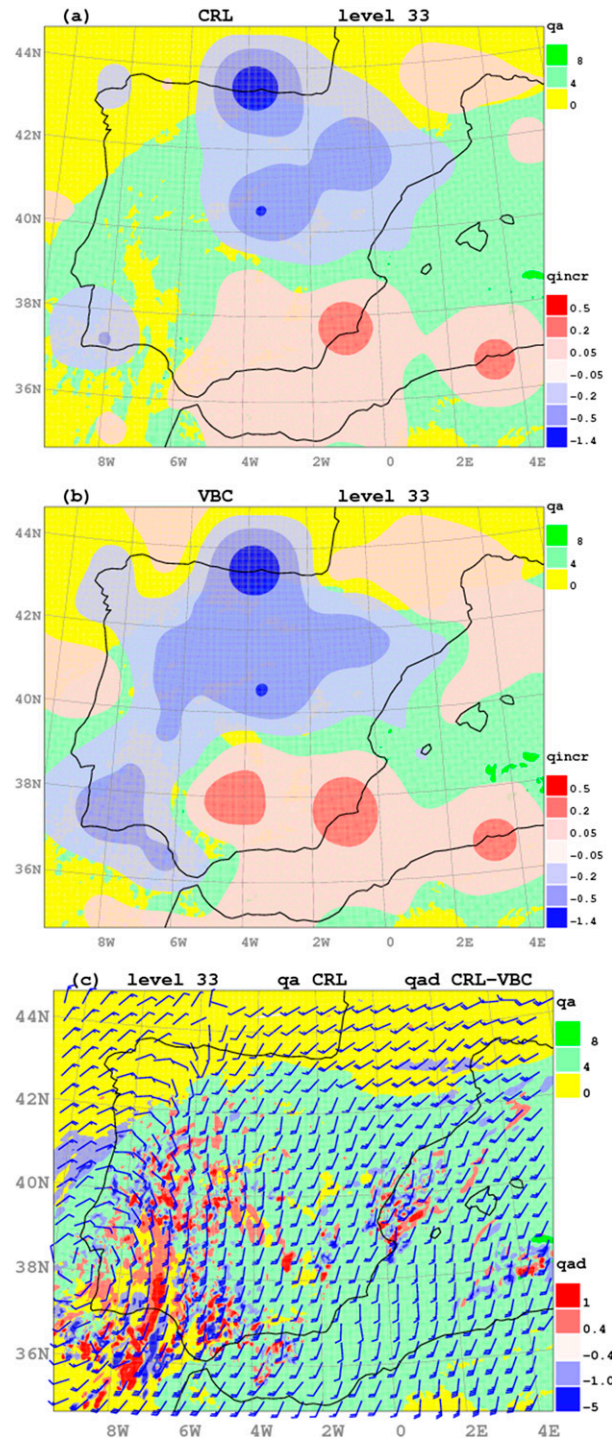 (a) CRL level 33
44N
42N
40N
38N
36N
8W 6W 4W 2W 0 2E 4E
qa
8
4
0
qincr
0.5
0.2
0.05
-0.05
-0.2
-0.5
-1.4
(b) VBC level 33
44N
42N
40N
38N
36N
8W 6W 4W 2W 0 2E 4E
qa
8
4
0
qincr
0.5
0.2
0.05
-0.05
-0.2
-0.5
-1.4
(c) level 33 qa CRL qad CRL-VBC
44N
42N
40N
38N
36N
8W 6W 4W 2W 0 2E 4E
qa
8
4
0
qad
1
0.4
-0.4
-1.0
-5